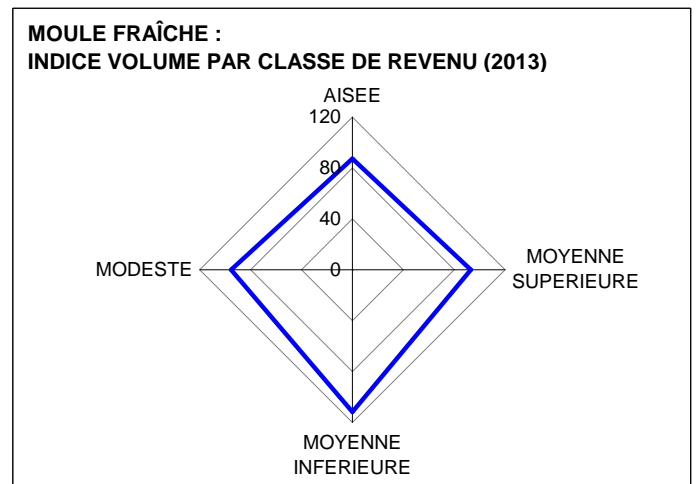 MOULE FRAÎCHE :
INDICE VOLUME PAR CLASSE DE REVENU (2013)
AISEE
120
80
40
0
MODESTE
MOYENNE
SUPERIEURE
MOYENNE
INFERIEURE